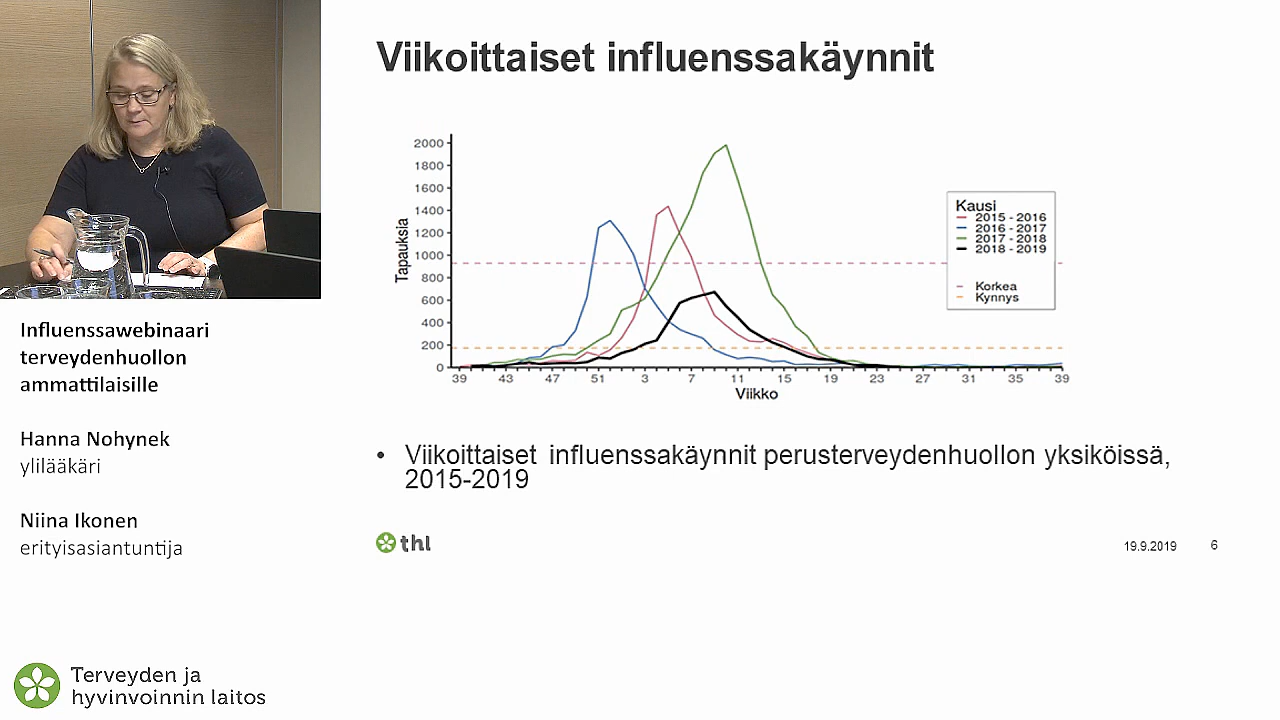 Viikoittaiset influenssakäynnit
2000
1800
1600
1400
1200
1000
800
600
400
200
0
Tapauksia
39 43 47 51 3 7 11 15 19 23 27 31 35 39
Viikko
Kausi
2015 - 2016
2016 - 2017
2017 - 2018
2018 - 2019
Korkea
Kynnys
• Viikoittaiset influenssakäynnit perusterveydenhuollon yksiköissä,
2015-2019
thl
19.9.2019 6
Influenssawebinaari
terveydenhuollon
ammattilaisille
Hanna Nohynek
ylilääkäri
Niina Ikonen
erityisasiantuntija
Terveyden ja
hyvinvoinnin laitos